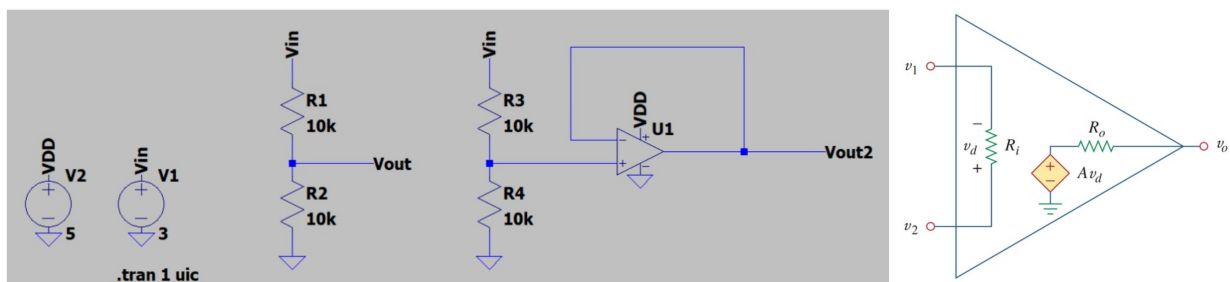 VDD
V2
5
Vin
V1
3
.tran 1 uic
Vin
R1
10k
Vout
R2
10k
Vin
R3
10k
R4
10k
VDD
U1
Vout2
v1
v2
vd
Ri
Ro
Avd
vo